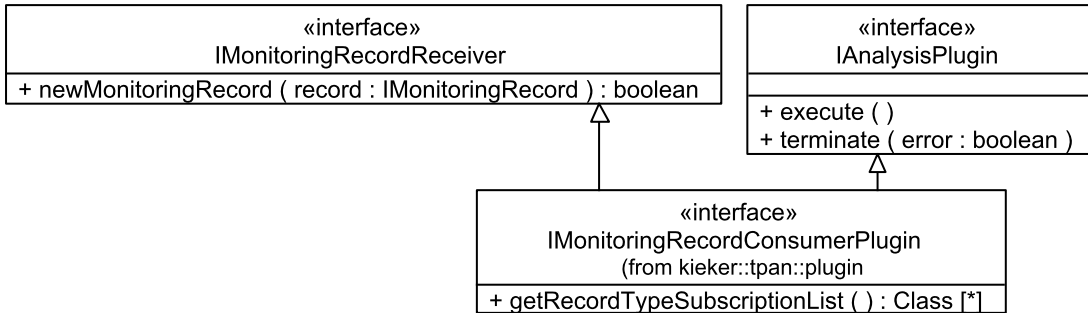 «interface»
IMonitoringRecordReceiver
+ newMonitoringRecord ( record : IMonitoringRecord ) : boolean
«interface»
IAnalysisPlugin
+ execute ( )
+ terminate ( error : boolean )
«interface»
IMonitoringRecordConsumerPlugin
(from kieker::tpan::plugin
+ getRecordTypeSubscriptionList ( ) : Class [*]